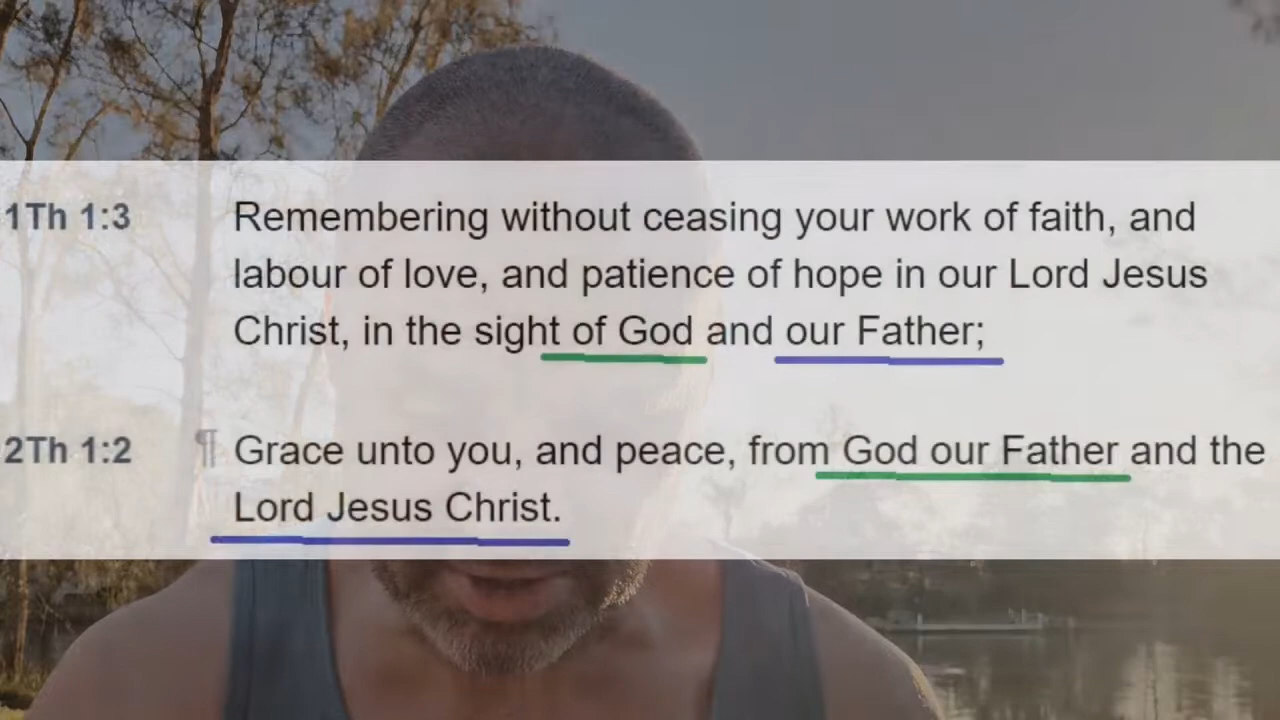 1Th 1:3 Remembering without ceasing your work of faith, and
labour of love, and patience of hope in our Lord Jesus
Christ, in the sight of God and our Father;
2Th 1:2 ¶ Grace unto you, and peace, from God our Father and the
Lord Jesus Christ.